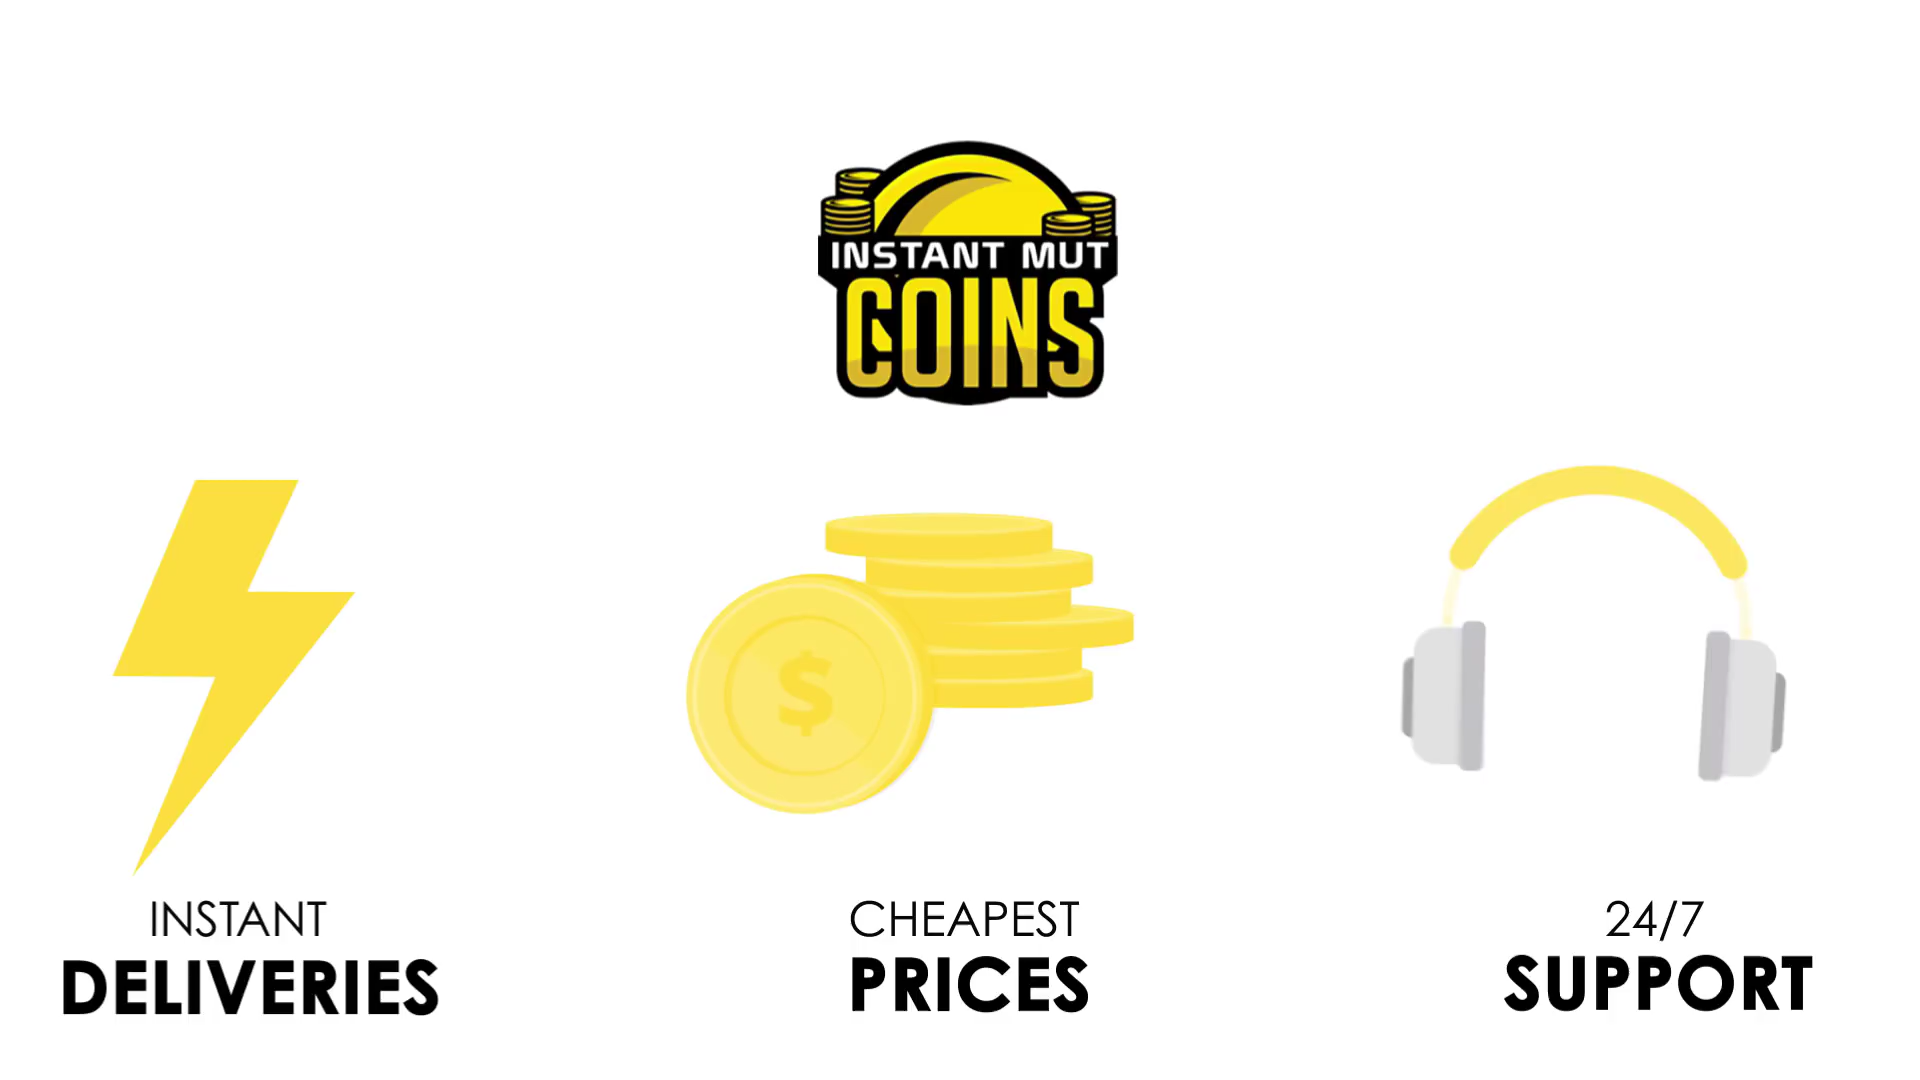 INSTANT MUT
COINS
$
INSTANT
DELIVERIES
CHEAPEST
PRICES
24/7
SUPPORT